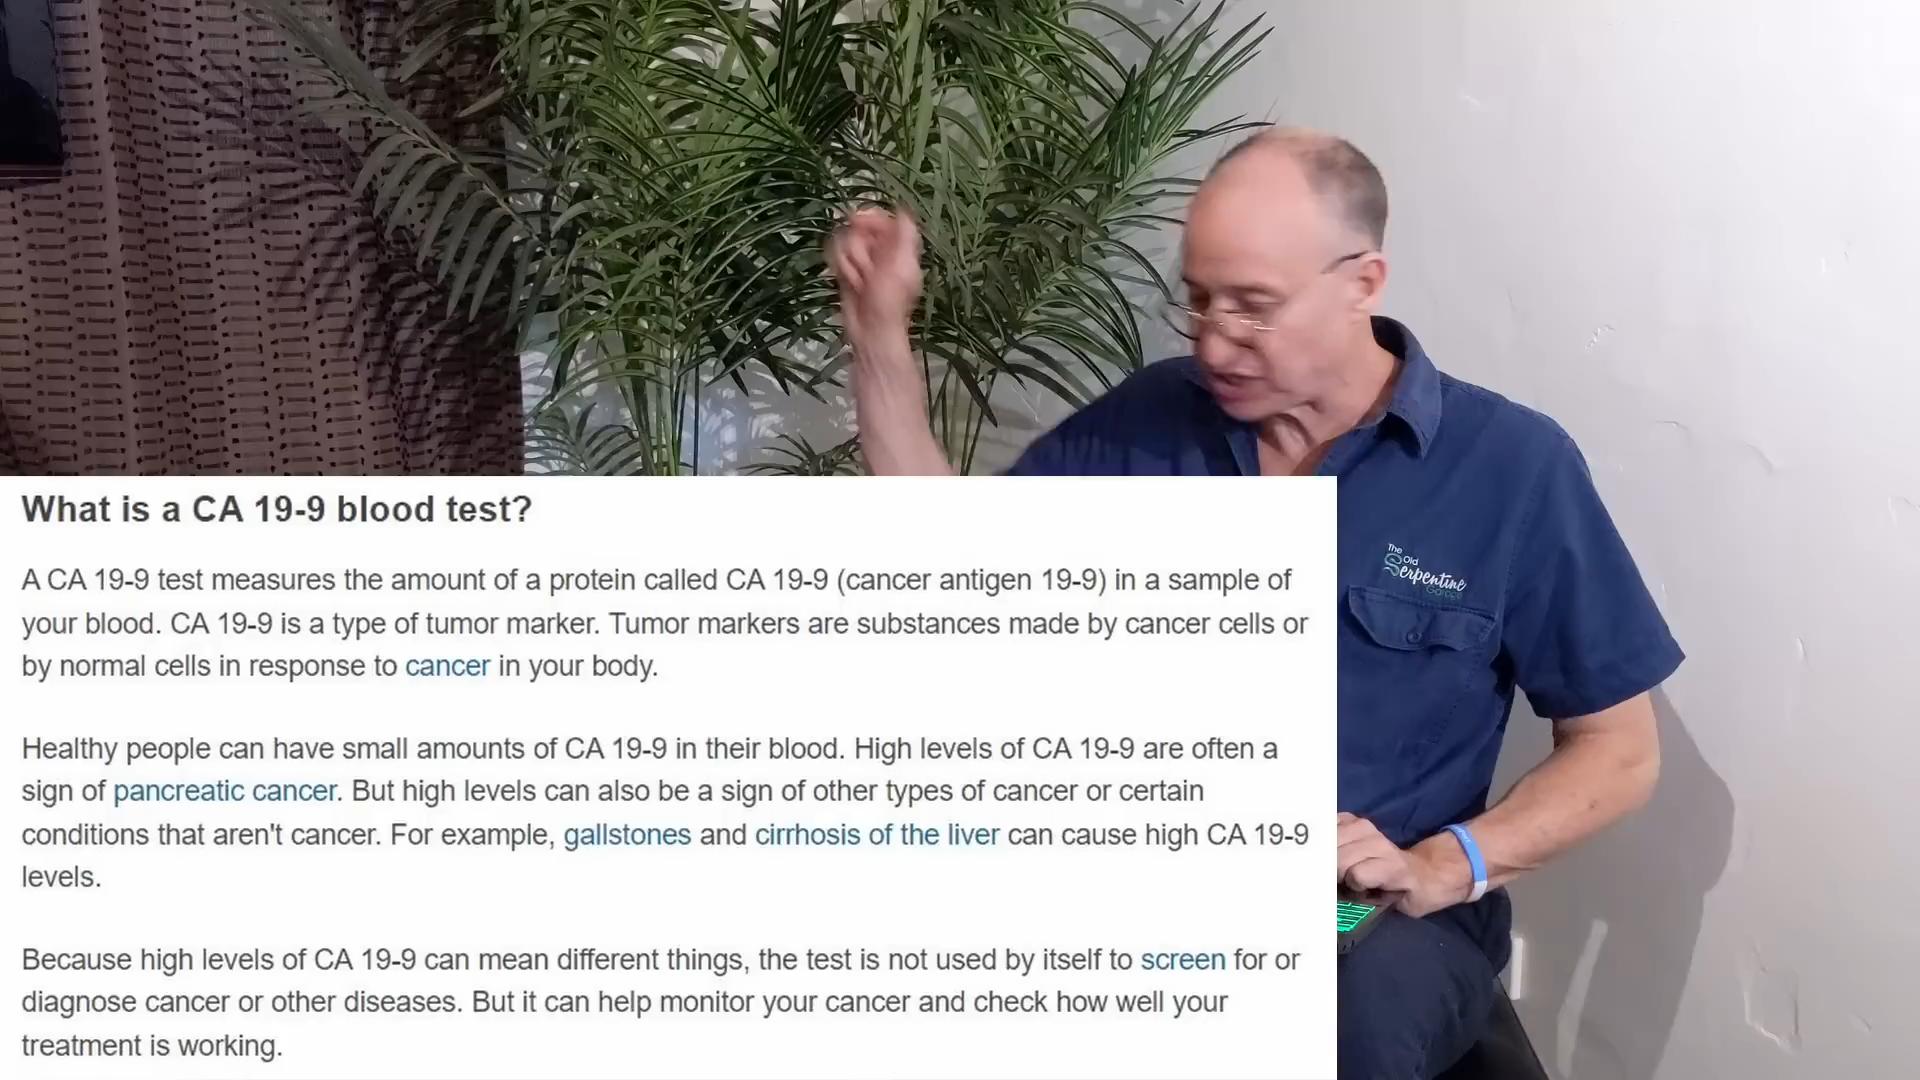 What is a CA 19-9 blood test?
A CA 19-9 test measures the amount of a protein called CA 19-9 (cancer antigen 19-9) in a sample of
your blood. CA 19-9 is a type of tumor marker. Tumor markers are substances made by cancer cells or
by normal cells in response to cancer in your body.
Healthy people can have small amounts of CA 19-9 in their blood. High levels of CA 19-9 are often a
sign of pancreatic cancer. But high levels can also be a sign of other types of cancer or certain
conditions that aren't cancer. For example, gallstones and cirrhosis of the liver can cause high CA 19-9
levels.
Because high levels of CA 19-9 can mean different things, the test is not used by itself to screen for or
diagnose cancer or other diseases. But it can help monitor your cancer and check how well your
treatment is working.
The Old
Serpentine
Garage